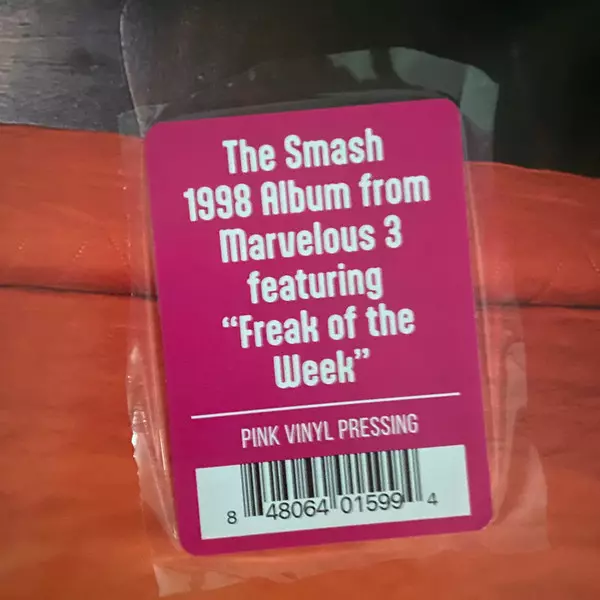 The Smash
1998 Album from
Marvelous 3
featuring
“Freak of the
Week”
PINK VINYL PRESSING
8 48064 01599 4